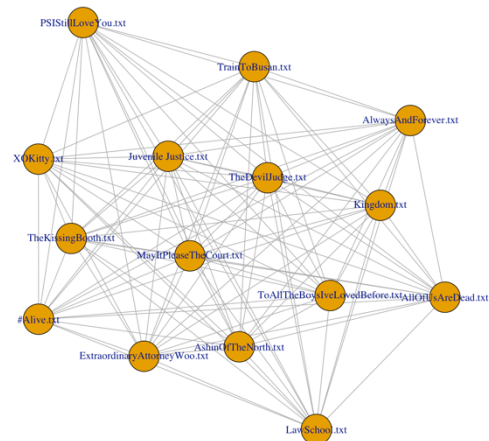 PSIStillLoveYou.txt
TrainToBusan.txt
AlwaysAndForever.txt
XOKitty.txt
Juvenile Justice.txt
TheDevilJudge.txt
Kingdom.txt
TheKissingBooth.txt
MayItPleaseTheCourt.txt
ToAllTheBoysIveLovedBefore.txt
AllOfUsAreDead.txt
#Alive.txt
ExtraordinaryAttorneyWoo.txt
AshinOfTheNorth.txt
LawSchool.txt